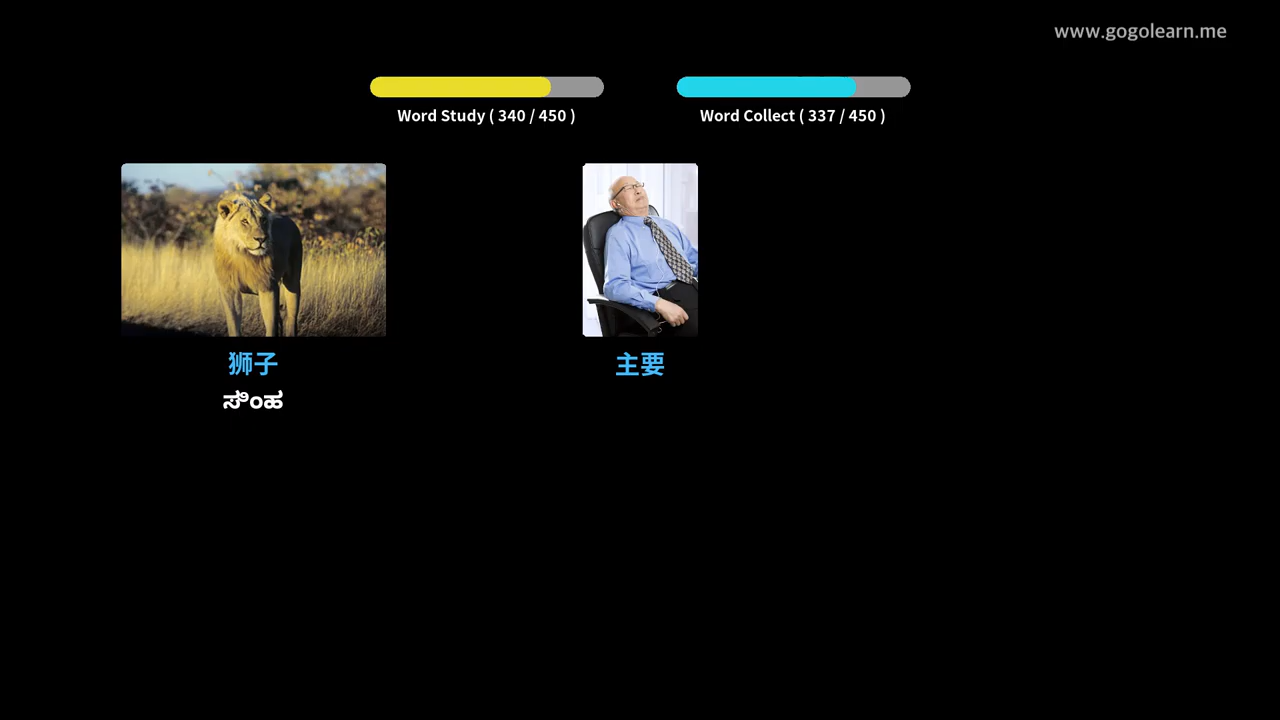 www.gogolearn.me
Word Study ( 340 / 450 )
Word Collect ( 337 / 450 )
狮子
主要
ಸಿಂಹ